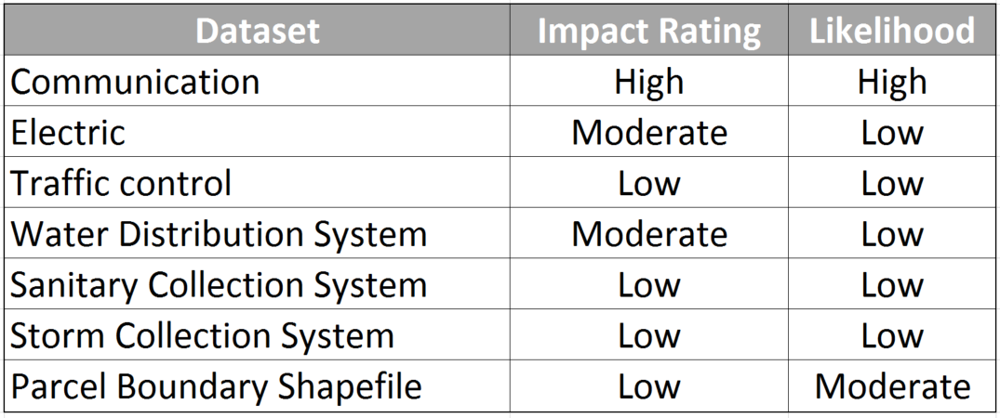 Dataset Impact Rating Likelihood
Communication High High
Electric Moderate Low
Traffic control Low Low
Water Distribution System Moderate Low
Sanitary Collection System Low Low
Storm Collection System Low Low
Parcel Boundary Shapefile Low Moderate